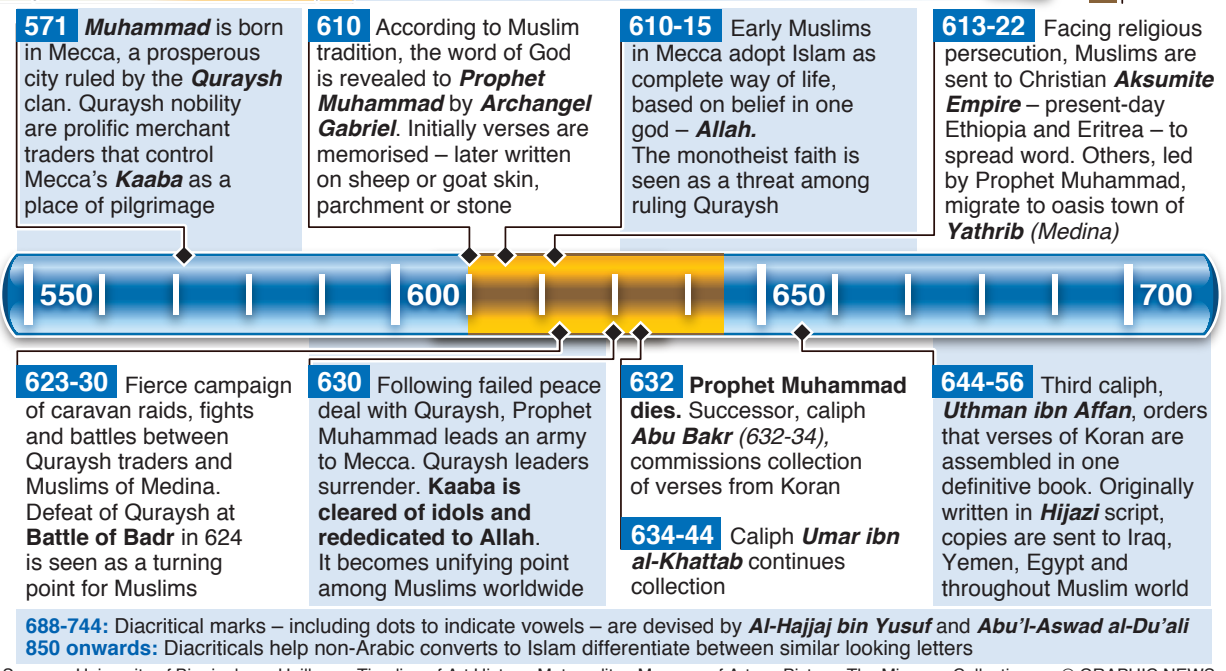 571 Muhammad is born
in Mecca, a prosperous
city ruled by the Quraysh
clan. Quraysh nobility
are prolific merchant
traders that control
Mecca's Kaaba as a
place of pilgrimage
610 According to Muslim
tradition, the word of God
is revealed to Prophet
Muhammad by Archangel
Gabriel. Initially verses are
memorised – later written
on sheep or goat skin,
parchment or stone
610-15 Early Muslims
in Mecca adopt Islam as
complete way of life,
based on belief in one
god – Allah.
The monotheist faith is
seen as a threat among
ruling Quraysh
613-22 Facing religious
persecution, Muslims are
sent to Christian Aksumite
Empire – present-day
Ethiopia and Eritrea – to
spread word. Others, led
by Prophet Muhammad,
migrate to oasis town of
Yathrib (Medina)
550 600 650 700
623-30 Fierce campaign
of caravan raids, fights
and battles between
Quraysh traders and
Muslims of Medina.
Defeat of Quraysh at
Battle of Badr in 624
is seen as a turning
point for Muslims
630 Following failed peace
deal with Quraysh, Prophet
Muhammad leads an army
to Mecca. Quraysh leaders
surrender. Kaaba is
cleared of idols and
rededicated to Allah.
It becomes unifying point
among Muslims worldwide
632 Prophet Muhammad
dies. Successor, caliph
Abu Bakr (632-34),
commissions collection
of verses from Koran
634-44 Caliph Umar ibn
al-Khattab continues
collection
644-56 Third caliph,
Uthman ibn Affan, orders
that verses of Koran are
assembled in one
definitive book. Originally
written in Hijazi script,
copies are sent to Iraq,
Yemen, Egypt and
throughout Muslim world
688-744: Diacritical marks – including dots to indicate vowels – are devised by Al-Hajjaj bin Yusuf and Abu'l-Aswad al-Du'ali
850 onwards: Diacriticals help non-Arabic converts to Islam differentiate between similar looking letters